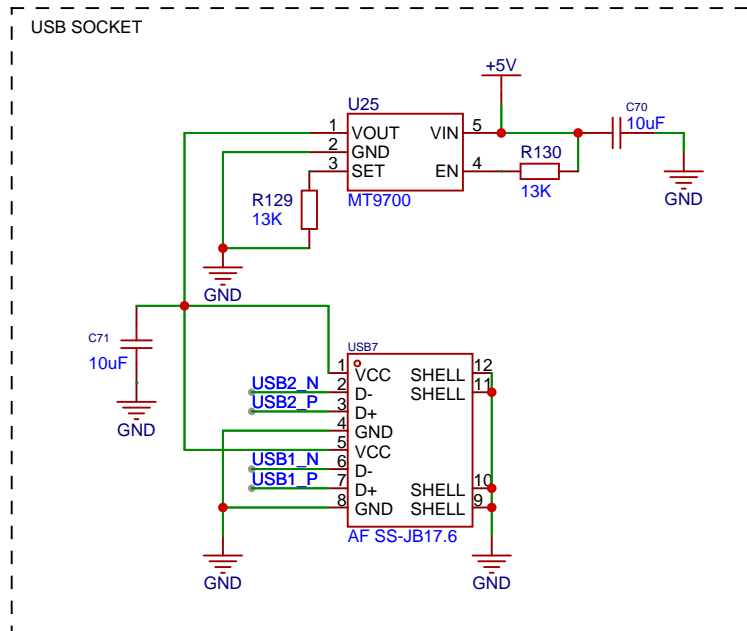 USB SOCKET
+5V
U25
C70
10uF
1 VOUT VIN 5
2 GND
3 SET EN 4
R130
13K
MT9700
R129
13K
GND
GND
C71
10uF
GND
USB7
1 VCC SHELL 12
USB2_N 2 D- SHELL 11
USB2_P 3 D+
4 GND
5 VCC
USB1_N 6 D-
USB1_P 7 D+ SHELL 10
8 GND SHELL 9
AF SS-JB17.6
GND
GND